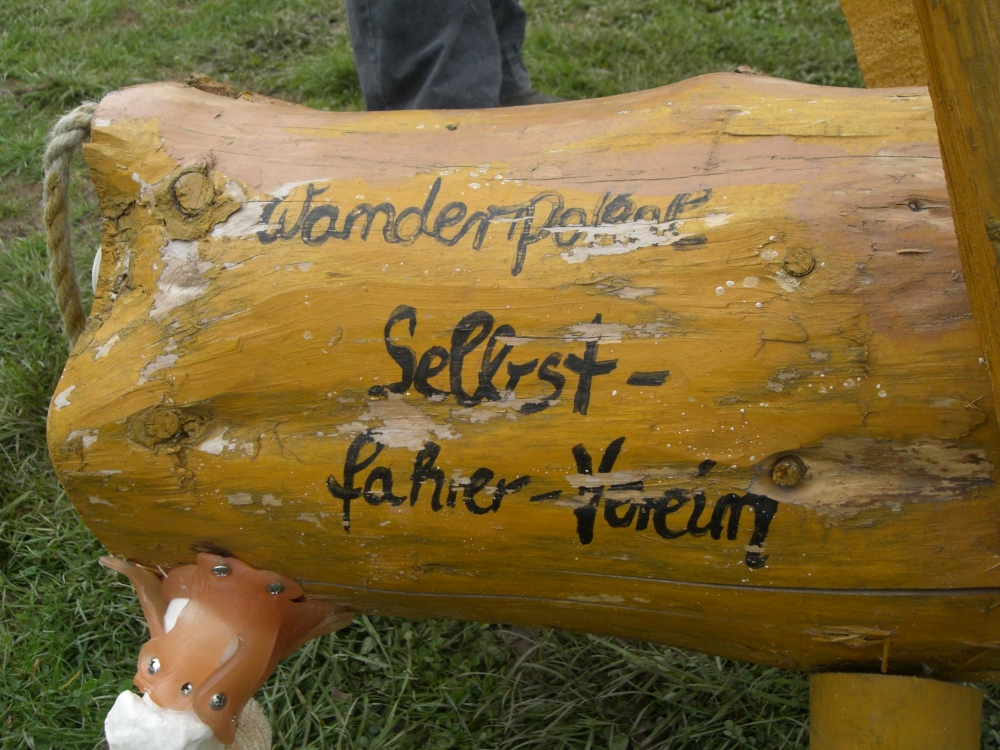 Wanderpokal
Selbst-
fahrer-Verein